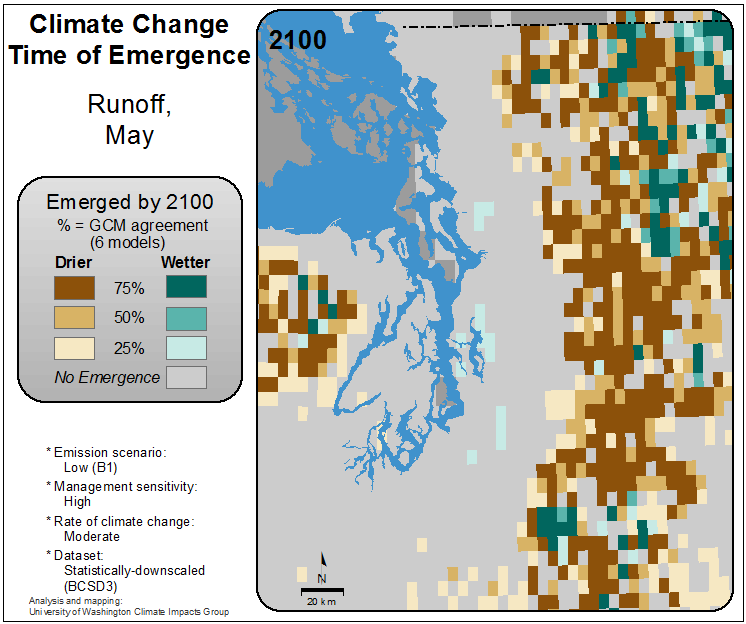 Climate Change
Time of Emergence
Runoff,
May
Emerged by 2100
% = GCM agreement
(6 models)
Drier Wetter
75%
50%
25%
No Emergence
* Emission scenario:
Low (B1)
* Management sensitivity:
High
* Rate of climate change:
Moderate
* Dataset:
Statistically-downscaled
(BCSD3)
Analysis and mapping:
University of Washington Climate Impacts Group
2100
N
20 km